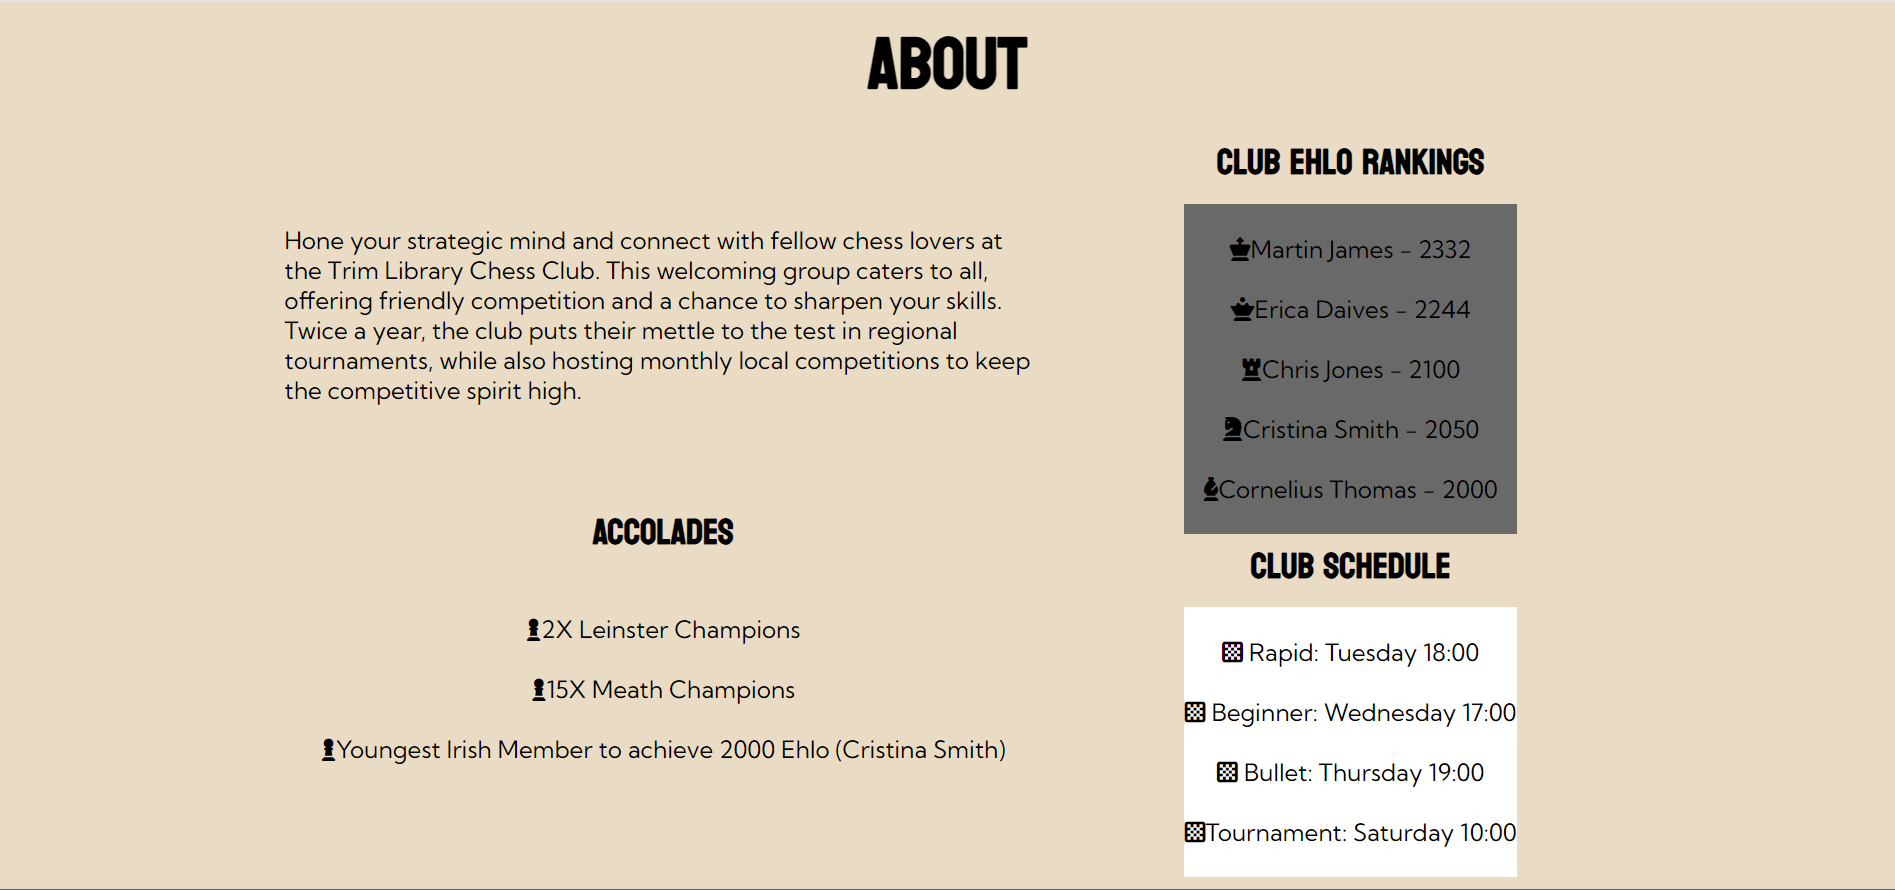 ABOUT
Hone your strategic mind and connect with fellow chess lovers at
the Trim Library Chess Club. This welcoming group caters to all,
offering friendly competition and a chance to sharpen your skills.
Twice a year, the club puts their mettle to the test in regional
tournaments, while also hosting monthly local competitions to keep
the competitive spirit high.
ACCOLADES
2X Leinster Champions
15X Meath Champions
Youngest Irish Member to achieve 2000 Ehlo (Cristina Smith)
CLUB EHLO RANKINGS
Martin James - 2332
Erica Daives - 2244
Chris Jones - 2100
Cristina Smith - 2050
Cornelius Thomas - 2000
CLUB SCHEDULE
Rapid: Tuesday 18:00
Beginner: Wednesday 17:00
Bullet: Thursday 19:00
Tournament: Saturday 10:00